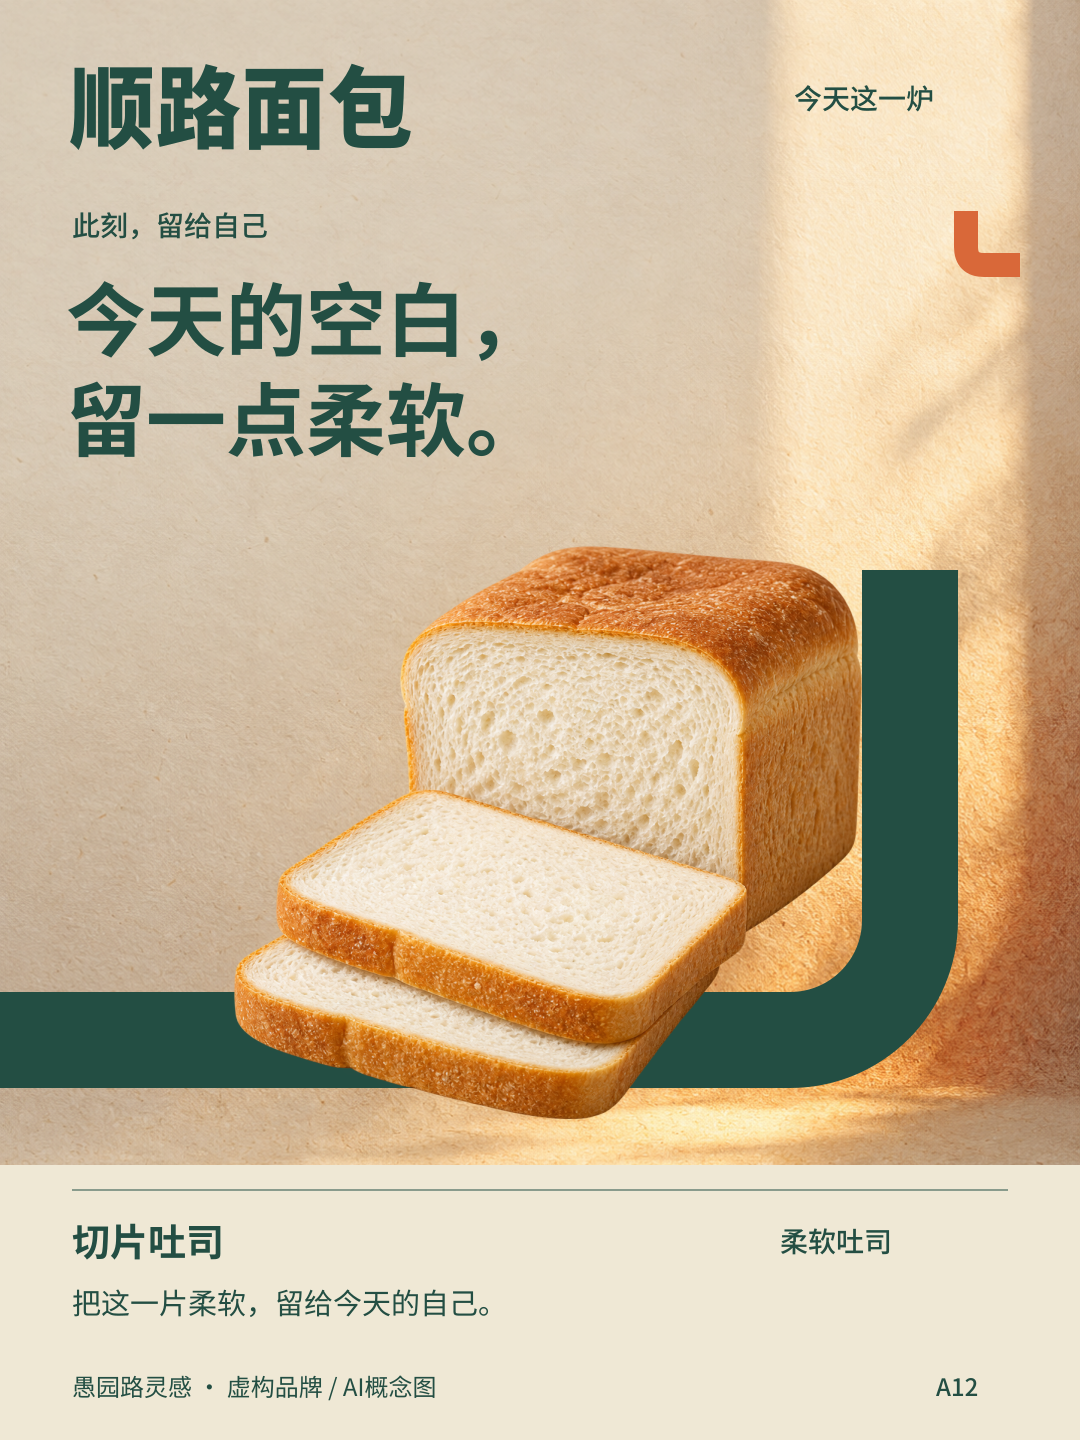 顺路面包
今天这一炉
此刻，留给自己
今天的空白，
留一点柔软。
切片吐司
柔软吐司
把这一片柔软，留给今天的自己。
愚园路灵感 · 虚构品牌 / AI概念图
A12